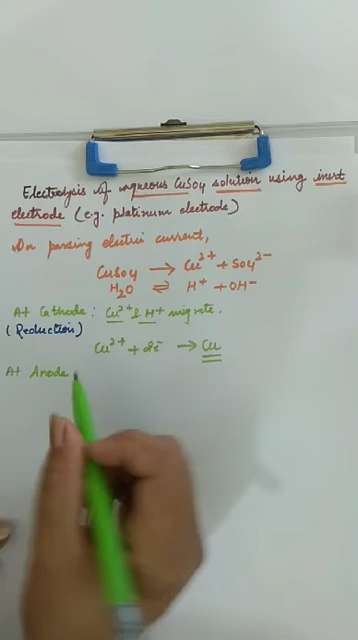 Electrolysis of aqueous CuSO4 solution using inert
electrode (e.g. platinum electrode)
On passing electric current,
CuSO4 → Cu²⁺ + SO4²⁻
H₂O ⇌ H⁺ + OH⁻
At Cathode : Cu²⁺ & H⁺ migrate.
(Reduction)
Cu²⁺ + 2e⁻ → Cu
At Anode